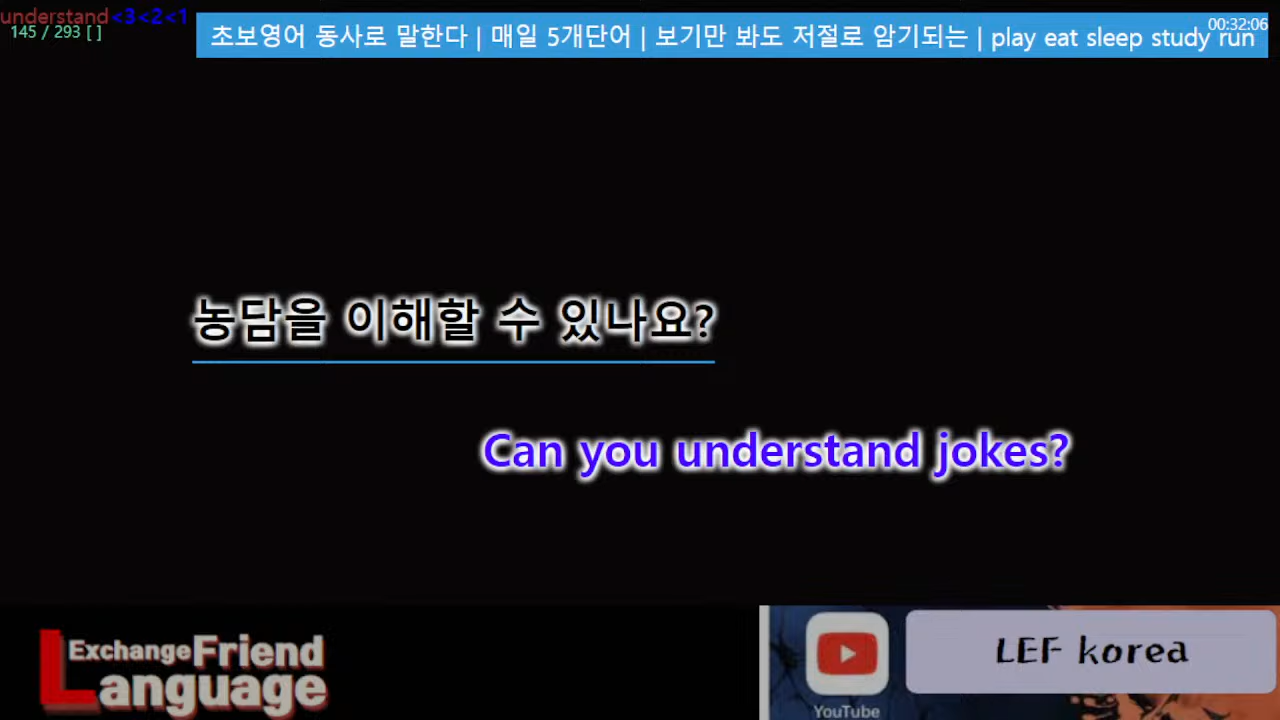 understand<3<2<1
145 / 293 [ ]
초보영어 동사로 말한다 | 매일 5개단어 | 보기만 봐도 저절로 암기되는 | play eat sleep study run
00:32:06
농담을 이해할 수 있나요?
Can you understand jokes?
Exchange Friend
Language
YouTube
LEF korea